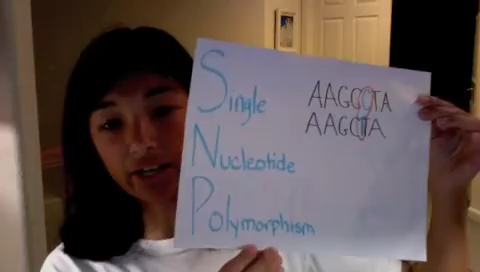 Single
Nucleotide
Polymorphism
AAGCCTA
AAGCTTA